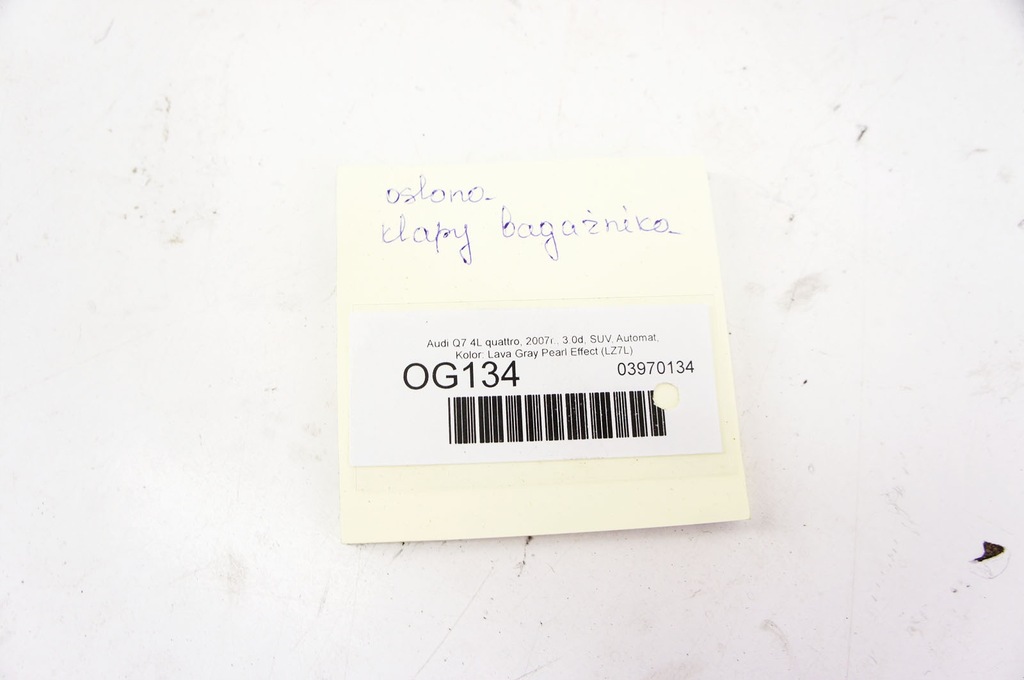 osłona
klapy bagażnika
Audi Q7 4L quattro, 2007r., 3.0d, SUV, Automat,
Kolor: Lava Gray Pearl Effect (LZ7L)
OG134 03970134